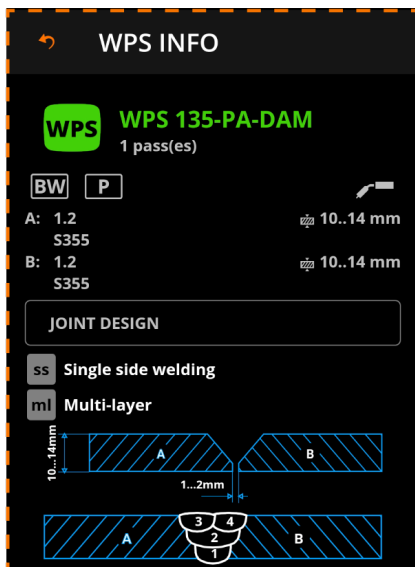 WPS INFO
WPS
WPS 135-PA-DAM
1 pass(es)
BW P
A: 1.2 10..14 mm
S355
B: 1.2 10..14 mm
S355
JOINT DESIGN
ss Single side welding
ml Multi-layer
10...14mm
A B
1...2mm
3 4
A 2 B
1